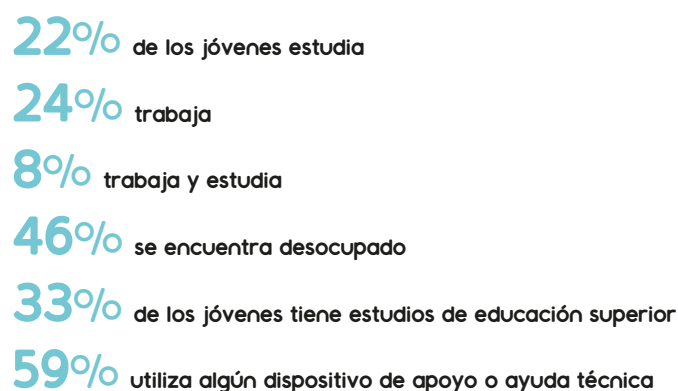 22% de los jóvenes estudia
24% trabaja
8% trabaja y estudia
46% se encuentra desocupado
33% de los jóvenes tiene estudios de educación superior
59% utiliza algún dispositivo de apoyo o ayuda técnica